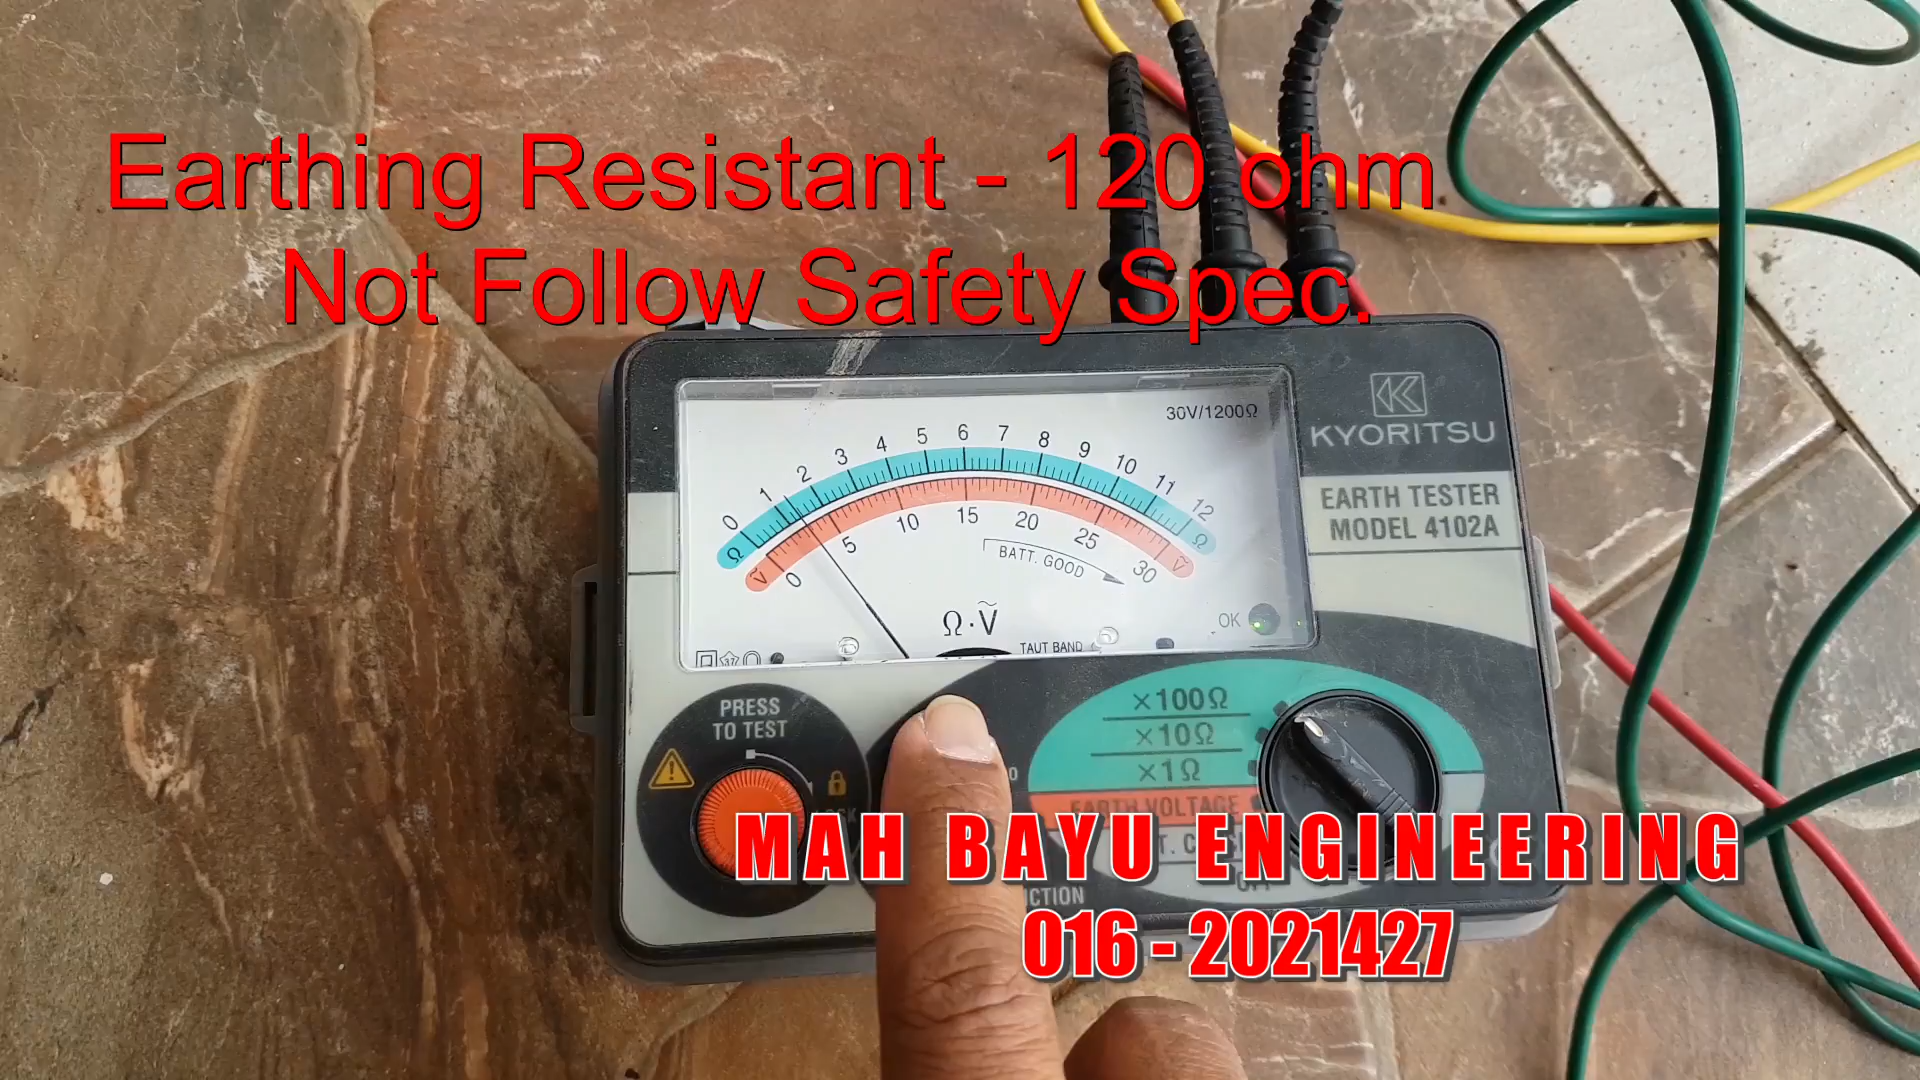 Earthing Resistant - 120 ohm
Not Follow Safety Spec.
30V/1200Ω
KYORITSU
EARTH TESTER
MODEL 4102A
0 1 2 3 4 5 6 7 8 9 10 11 12
Ω Ω
0 5 10 15 20 25 30
Ṽ Ṽ
BATT. GOOD
Ω·Ṽ
OK
TAUT BAND
PRESS
TO TEST
×100Ω
×10Ω
×1Ω
EARTH VOLTAGE
MAH BAYU ENGINEERING
016 - 2021427